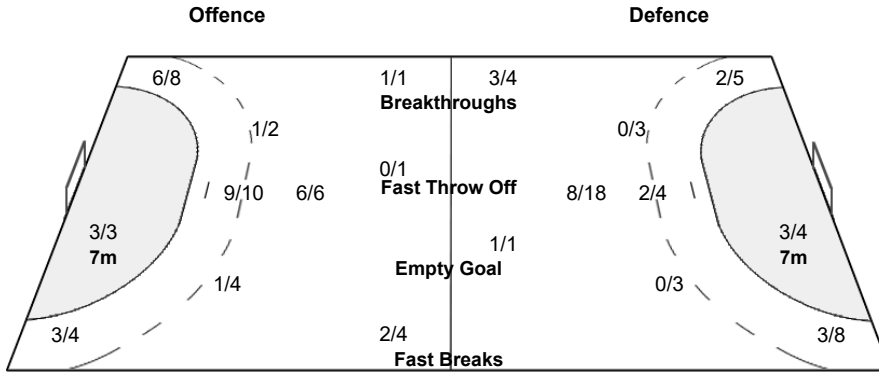 Offence Defence
6/8 1/1 3/4 2/5
Breakthroughs
1/2 0/3
0/1
9/10 6/6 Fast Throw Off 8/18 2/4
3/3 1/1 3/4
7m Empty Goal 7m
1/4 0/3
3/4 2/4 3/8
Fast Breaks